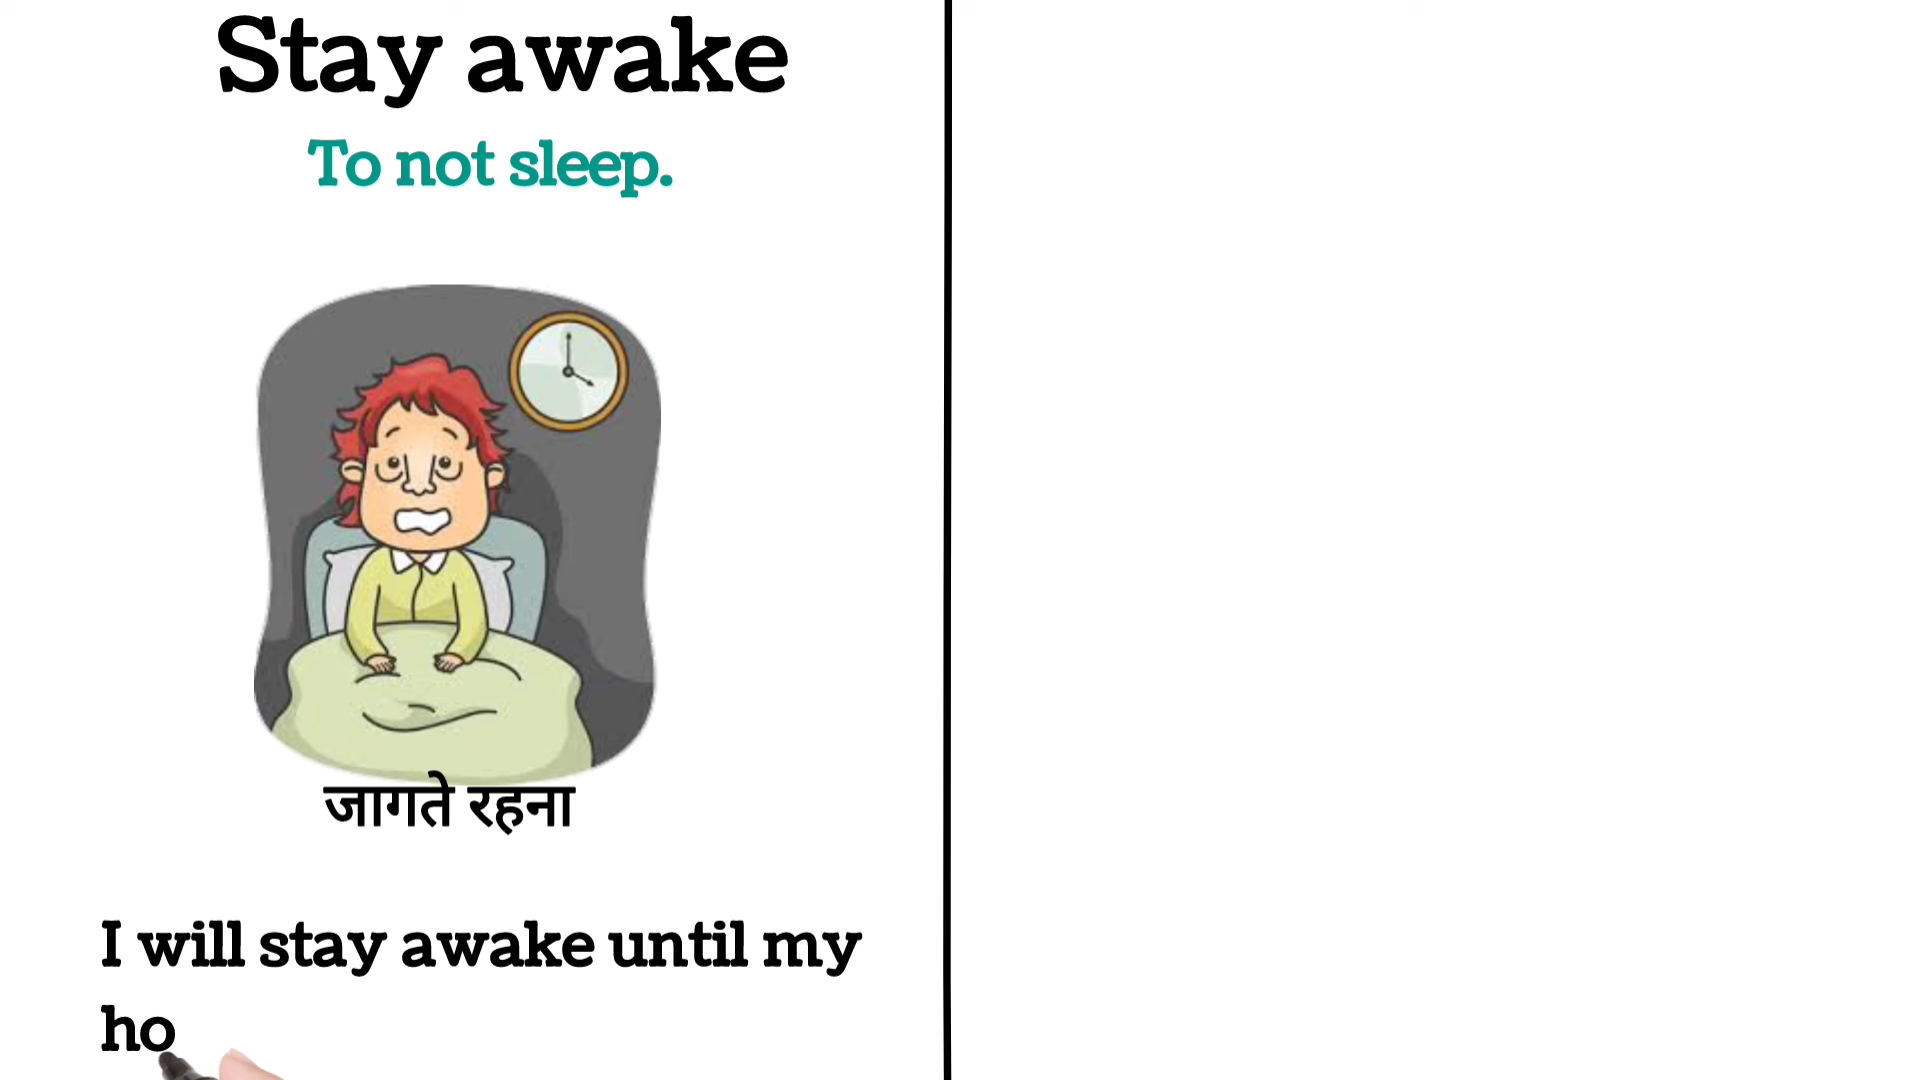 Stay awake
To not sleep.
जागते रहना
I will stay awake until my
ho